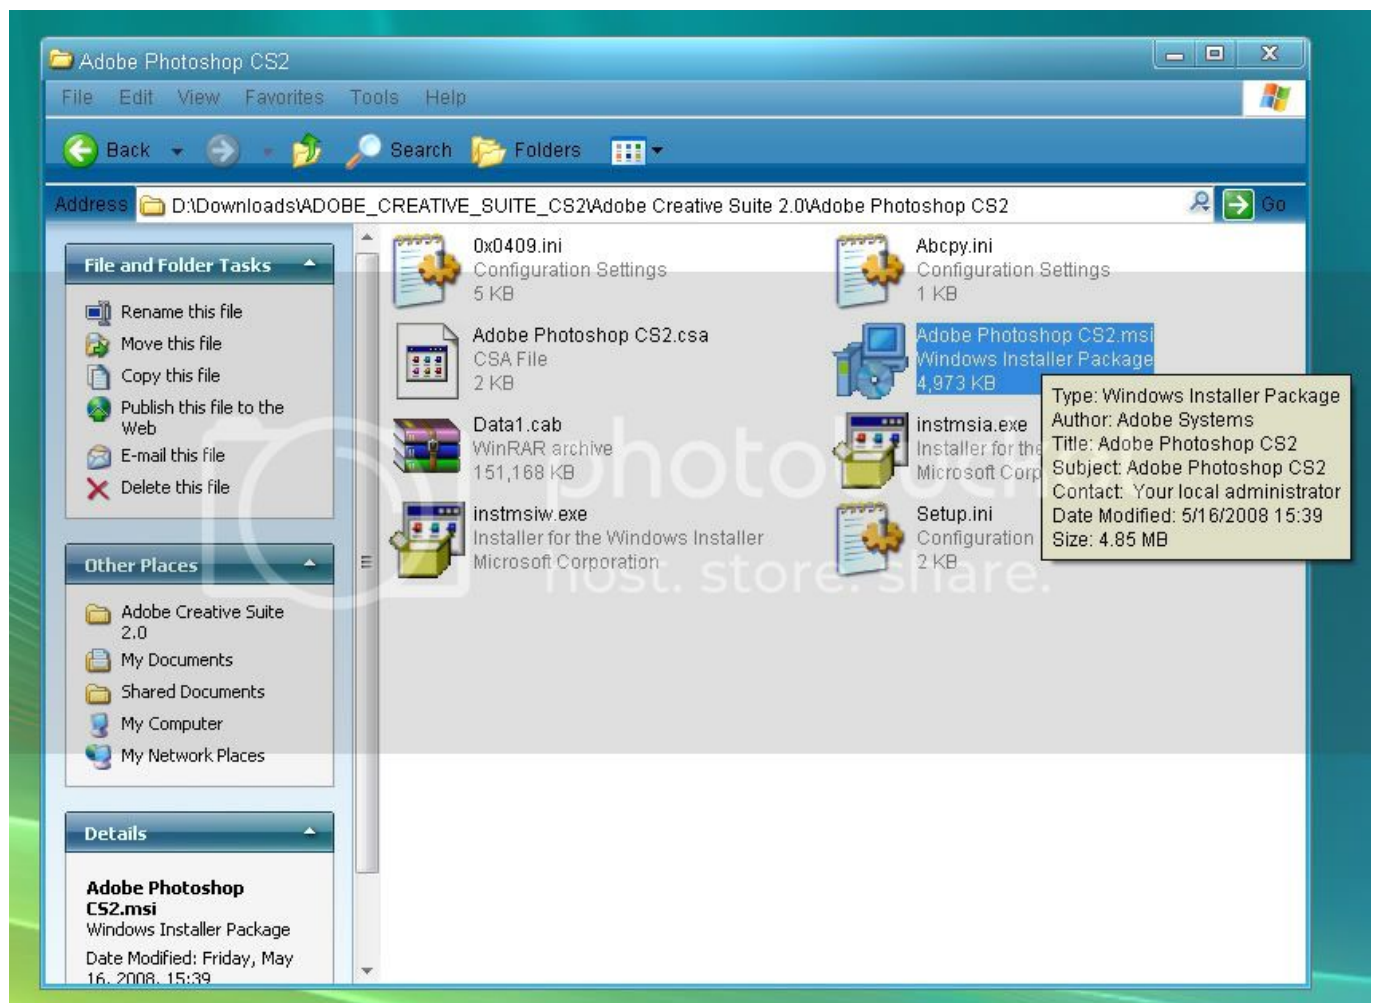 Adobe Photoshop CS2
File Edit View Favorites Tools Help
Back Search Folders
Address D:\Downloads\ADOBE_CREATIVE_SUITE_CS2\Adobe Creative Suite 2.0\Adobe Photoshop CS2 Go
File and Folder Tasks
Rename this file
Move this file
Copy this file
Publish this file to the
Web
E-mail this file
Delete this file
Other Places
Adobe Creative Suite
2.0
My Documents
Shared Documents
My Computer
My Network Places
Details
Adobe Photoshop
CS2.msi
Windows Installer Package
Date Modified: Friday, May
16, 2008, 15:39
0x0409.ini
Configuration Settings
5 KB
Abcpy.ini
Configuration Settings
1 KB
Adobe Photoshop CS2.csa
CSA File
2 KB
Adobe Photoshop CS2.msi
Windows Installer Package
4,973 KB
Data1.cab
WinRAR archive
151,168 KB
instmsia.exe
Installer for the
Microsoft Corp
instmsiw.exe
Installer for the Windows Installer
Microsoft Corporation
Setup.ini
Configuration
2 KB
Type: Windows Installer Package
Author: Adobe Systems
Title: Adobe Photoshop CS2
Subject: Adobe Photoshop CS2
Contact: Your local administrator
Date Modified: 5/16/2008 15:39
Size: 4.85 MB
photobucket
host. store. share.